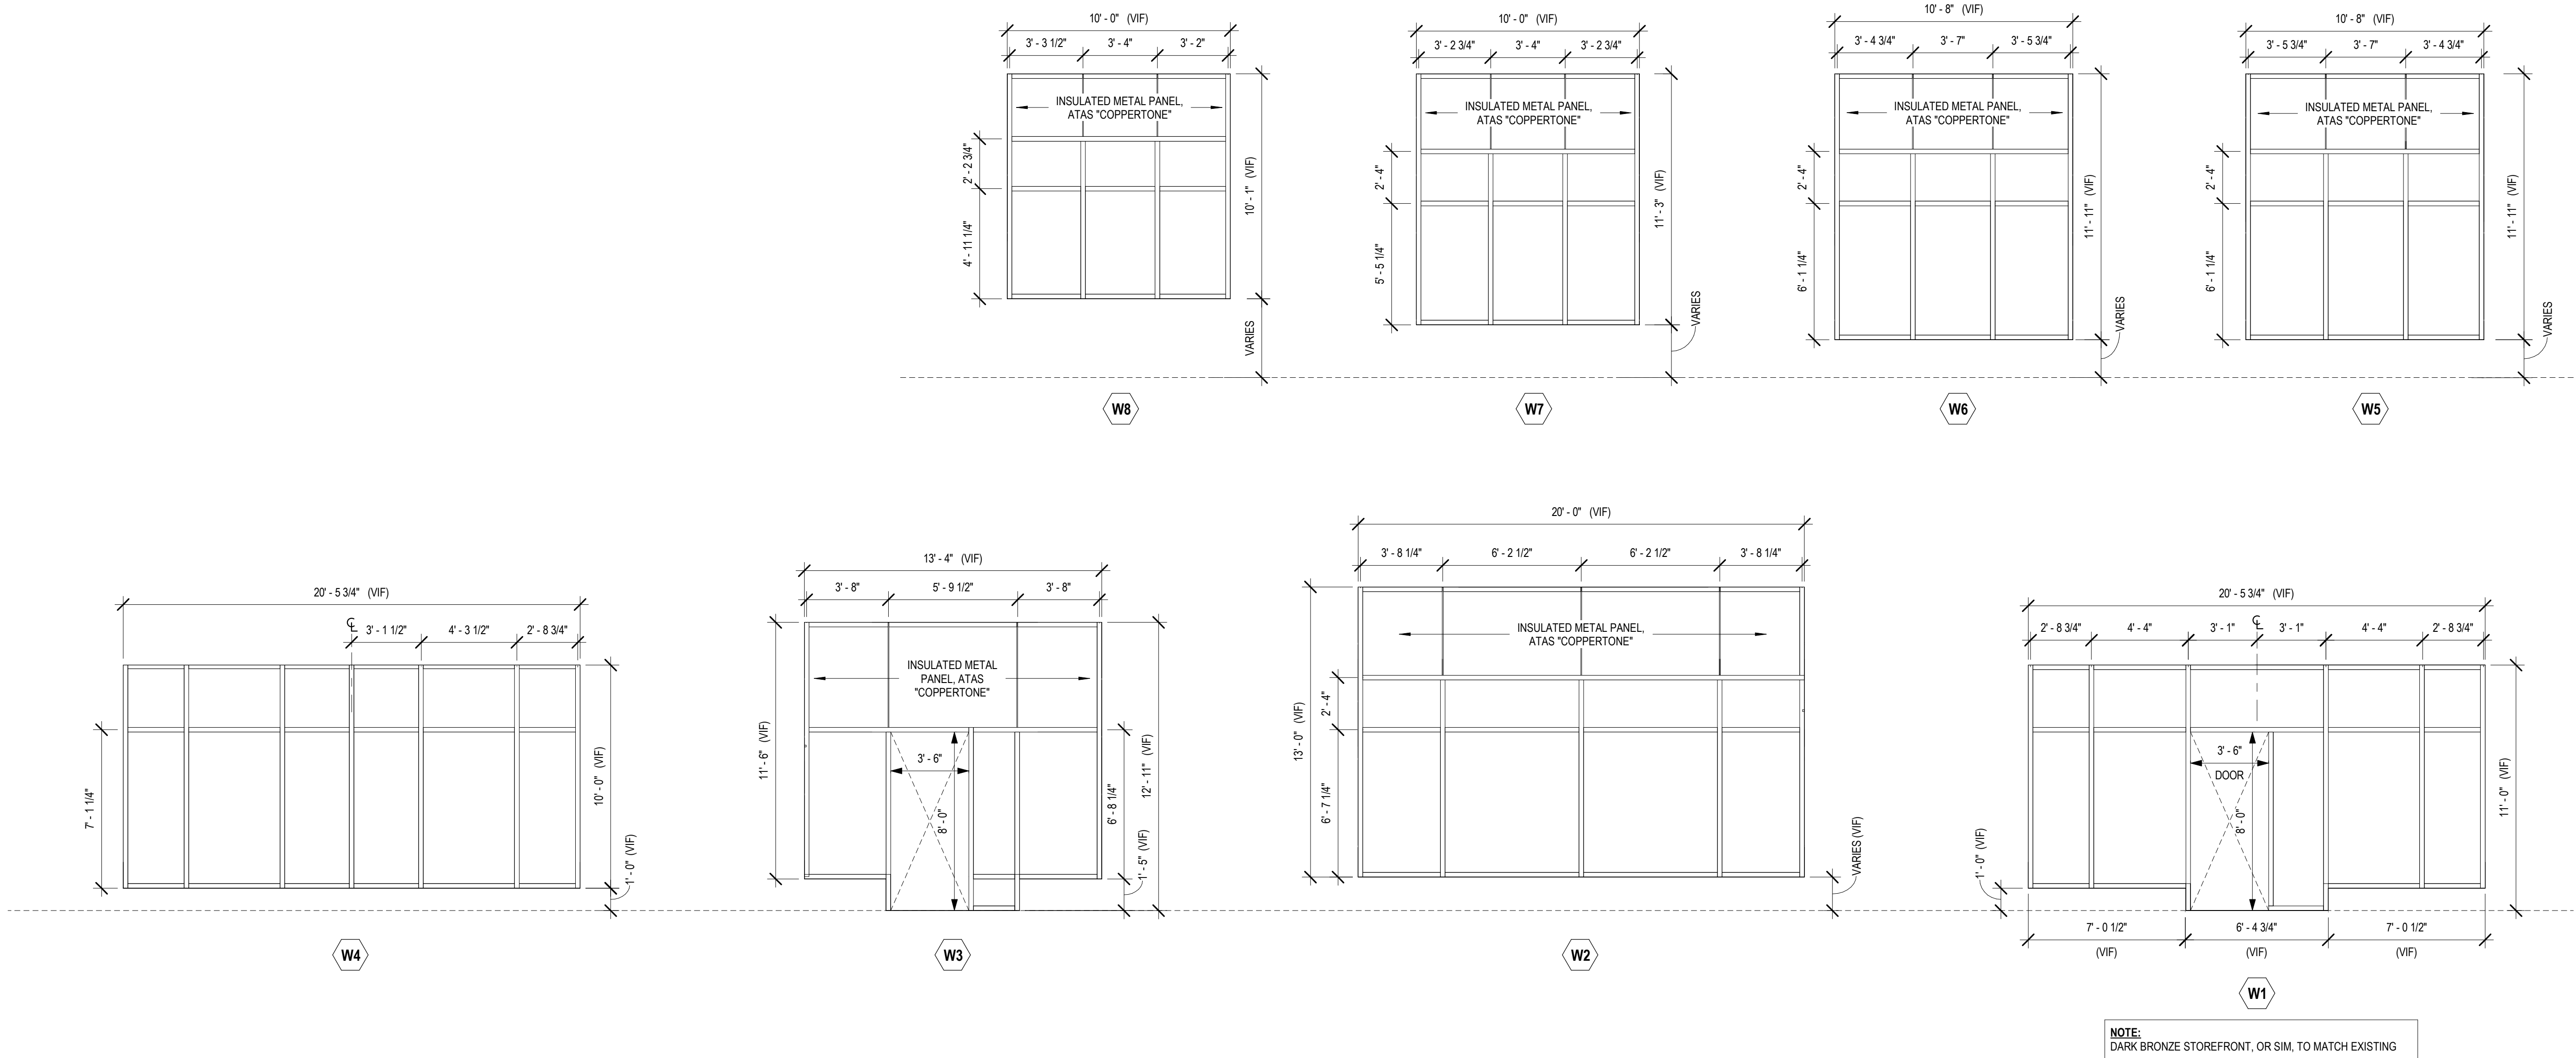 10' - 0" (VIF)
3' - 3 1/2" 3' - 4" 3' - 2"
INSULATED METAL PANEL,
ATAS "COPPERTONE"
2' - 2 3/4"
4' - 11 1/4"
10' - 1" (VIF)
VARIES
W8
10' - 0" (VIF)
3' - 2 3/4" 3' - 4" 3' - 2 3/4"
INSULATED METAL PANEL,
ATAS "COPPERTONE"
2' - 4"
5' - 5 1/4"
11' - 3" (VIF)
VARIES
W7
10' - 8" (VIF)
3' - 4 3/4" 3' - 7" 3' - 5 3/4"
INSULATED METAL PANEL,
ATAS "COPPERTONE"
2' - 4"
6' - 1 1/4"
11' - 11" (VIF)
VARIES
W6
10' - 8" (VIF)
3' - 5 3/4" 3' - 7" 3' - 4 3/4"
INSULATED METAL PANEL,
ATAS "COPPERTONE"
2' - 4"
6' - 1 1/4"
11' - 11" (VIF)
VARIES
W5
20' - 5 3/4" (VIF)
CL
3' - 1 1/2" 4' - 3 1/2" 2' - 8 3/4"
7' - 1 1/4"
10' - 0" (VIF)
1' - 0" (VIF)
W4
13' - 4" (VIF)
3' - 8" 5' - 9 1/2" 3' - 8"
INSULATED METAL
PANEL, ATAS
"COPPERTONE"
11' - 6" (VIF)
3' - 6"
8' - 0"
6' - 8 1/4"
12' - 11" (VIF)
1' - 5" (VIF)
W3
20' - 0" (VIF)
3' - 8 1/4" 6' - 2 1/2" 6' - 2 1/2" 3' - 8 1/4"
INSULATED METAL PANEL,
ATAS "COPPERTONE"
13' - 0" (VIF)
2' - 4"
6' - 7 1/4"
VARIES (VIF)
W2
20' - 5 3/4" (VIF)
CL
2' - 8 3/4" 4' - 4" 3' - 1" 3' - 1" 4' - 4" 2' - 8 3/4"
3' - 6"
DOOR
8' - 0"
11' - 0" (VIF)
1' - 0" (VIF)
7' - 0 1/2" 6' - 4 3/4" 7' - 0 1/2"
(VIF) (VIF) (VIF)
W1
NOTE:
DARK BRONZE STOREFRONT, OR SIM, TO MATCH EXISTING